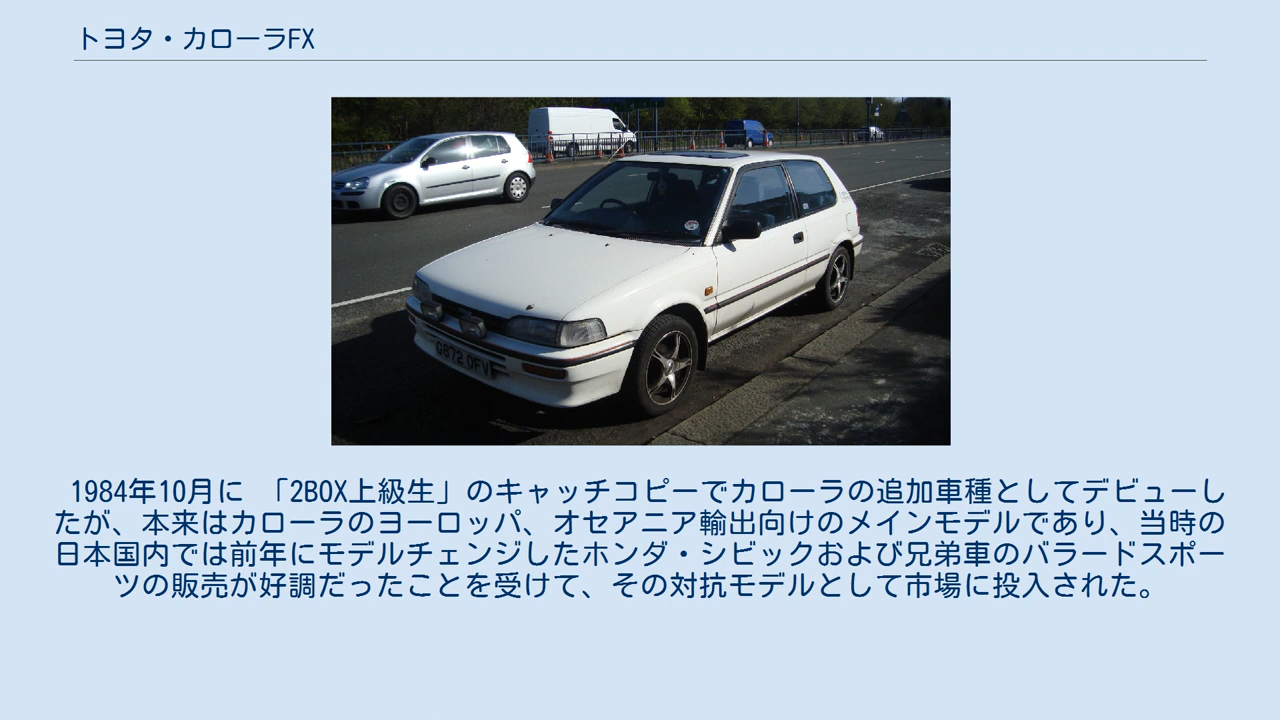 トヨタ・カローラFX
G872 OFV
1984年10月に 「2BOX上級生」のキャッチコピーでカローラの追加車種としてデビューし
たが、本来はカローラのヨーロッパ、オセアニア輸出向けのメインモデルであり、当時の
日本国内では前年にモデルチェンジしたホンダ・シビックおよび兄弟車のバラードスポー
ツの販売が好調だったことを受けて、その対抗モデルとして市場に投入された。